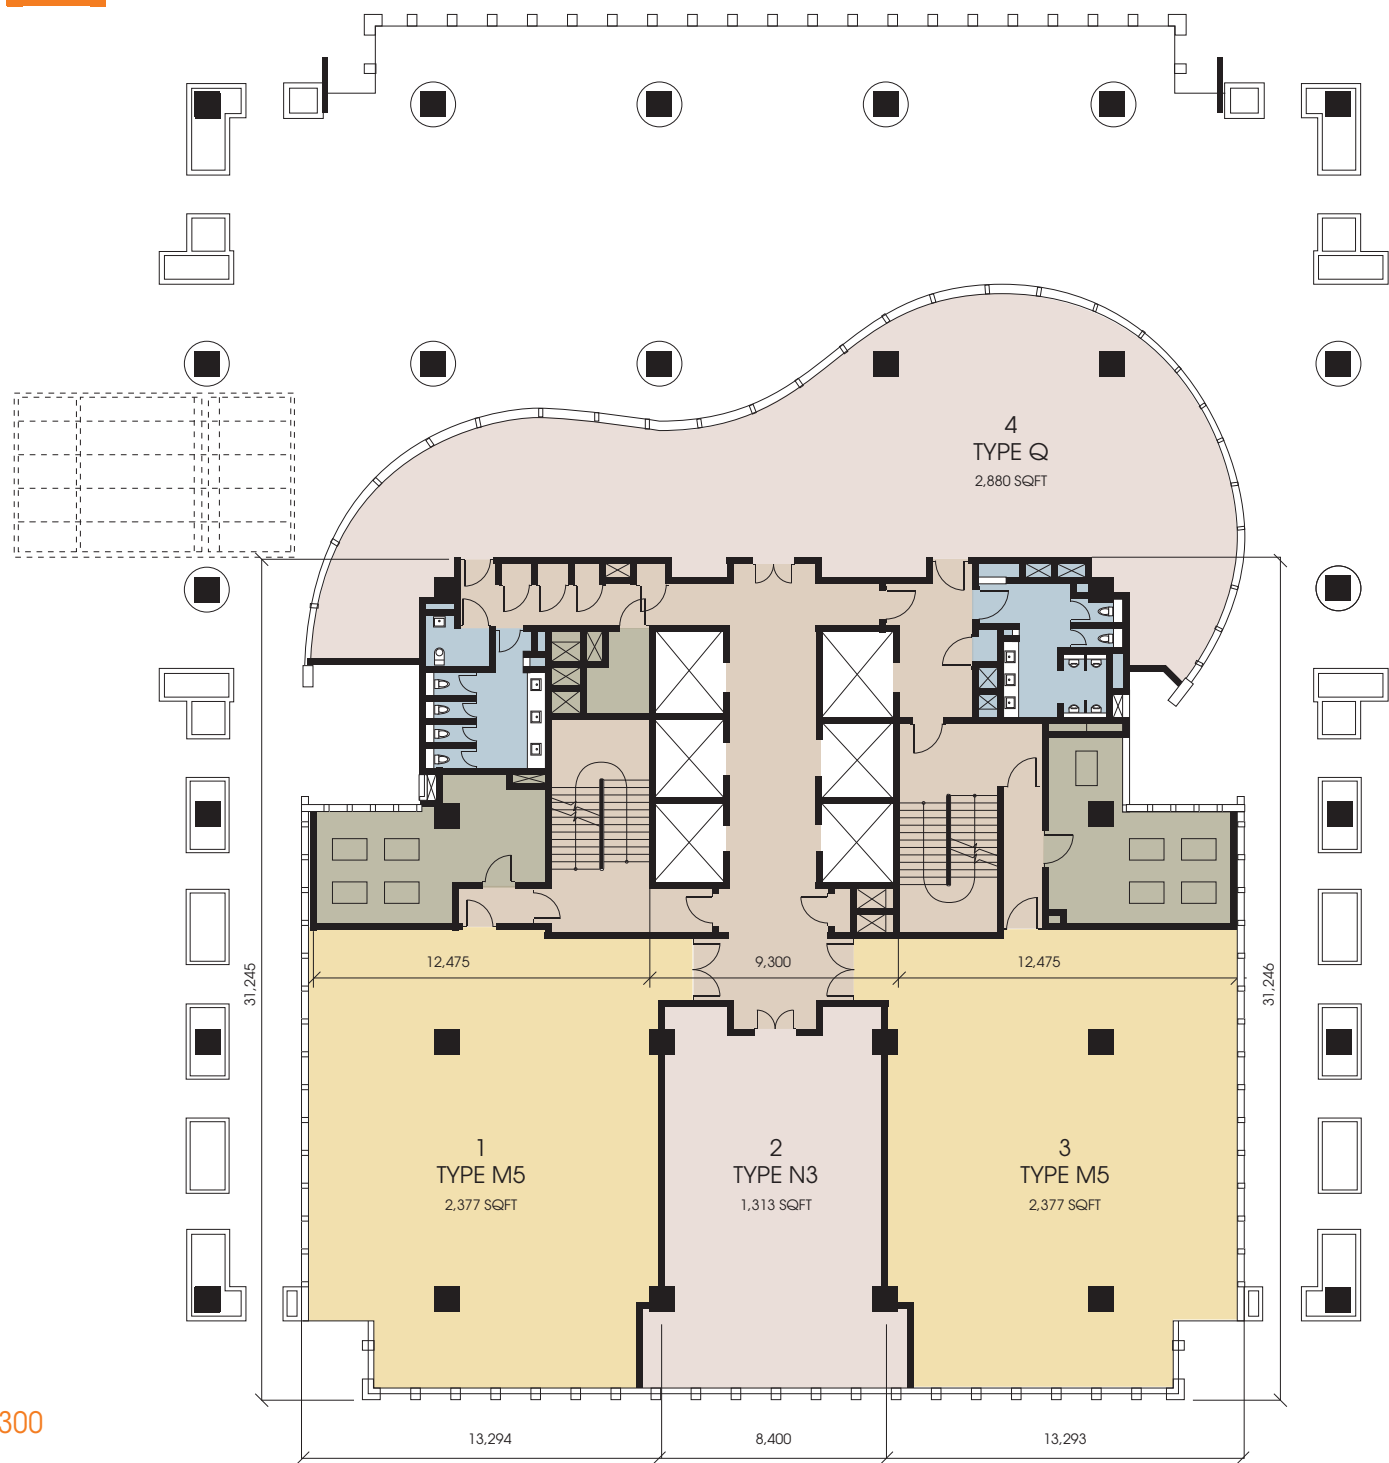 4
TYPE Q
2,880 SQFT
12,475
9,300
12,475
31,245
31,246
1
TYPE M5
2,377 SQFT
2
TYPE N3
1,313 SQFT
3
TYPE M5
2,377 SQFT
300
13,294
8,400
13,293